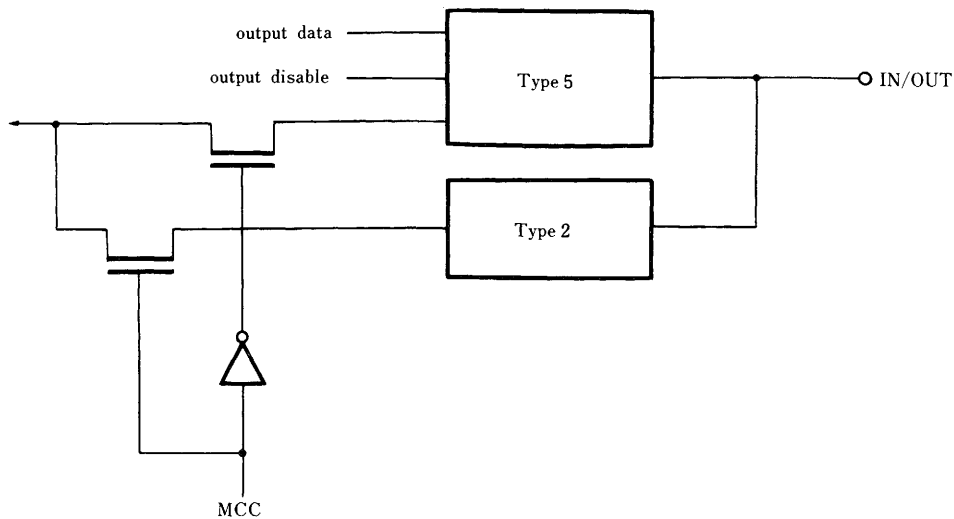 output data
output disable
Type 5
IN/OUT
Type 2
MCC